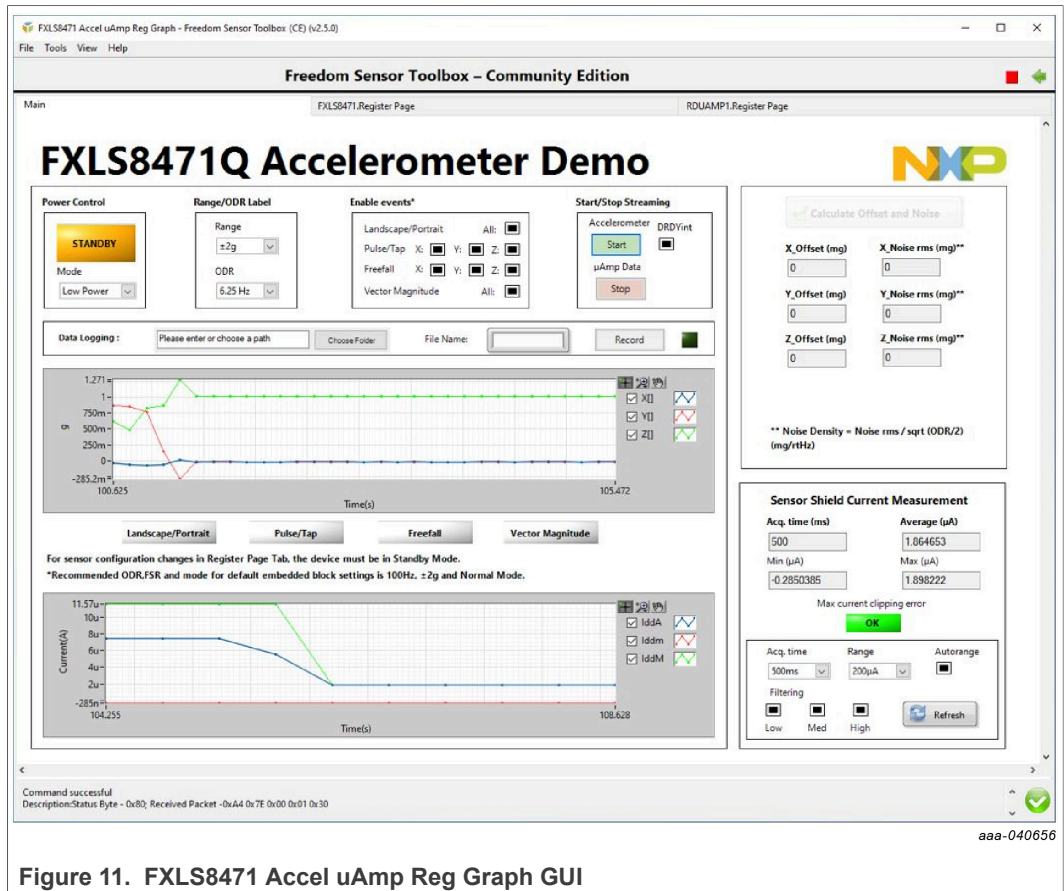 FXLS8471 Accel uAmp Reg Graph - Freedom Sensor Toolbox (CE) (v2.5.0)
File Tools View Help
Freedom Sensor Toolbox – Community Edition
Main
FXLS8471.Register Page
RDUAMP1.Register Page
FXLS8471Q Accelerometer Demo
NXP
Power Control
STANDBY
Mode
Low Power
Range/ODR Label
Range
±2g
ODR
6.25 Hz
Enable events*
Landscape/Portrait All:
Pulse/Tap X: Y: Z:
Freefall X: Y: Z:
Vector Magnitude All:
Start/Stop Streaming
Accelerometer DRDYint
Start
µAmp Data
Stop
Data Logging :
Please enter or choose a path
Choose Folder
File Name:
Record
1.271
1
750m
500m
250m
0
-285.2m
g
100.625
105.472
Time(s)
X[]
Y[]
Z[]
Landscape/Portrait
Pulse/Tap
Freefall
Vector Magnitude
For sensor configuration changes in Register Page Tab, the device must be in Standby Mode.
*Recommended ODR,FSR and mode for default embedded block settings is 100Hz, ±2g and Normal Mode.
11.57u
10u
8u
6u
4u
2u
-285n
Current(A)
104.255
108.628
Time(s)
IddA
Iddm
IddM
Calculate Offset and Noise
X_Offset (mg) X_Noise rms (mg)**
0 0
Y_Offset (mg) Y_Noise rms (mg)**
0 0
Z_Offset (mg) Z_Noise rms (mg)**
0 0
** Noise Density = Noise rms / sqrt (ODR/2)
(mg/rtHz)
Sensor Shield Current Measurement
Acq. time (ms) Average (µA)
500 1.864653
Min (µA) Max (µA)
-0.2850385 1.898222
Max current clipping error
OK
Acq. time Range Autorange
500ms 200µA
Filtering
Low Med High
Refresh
Command successful
Description:Status Byte - 0x80; Received Packet -0xA4 0x7E 0x00 0x01 0x30
aaa-040656
Figure 11. FXLS8471 Accel uAmp Reg Graph GUI